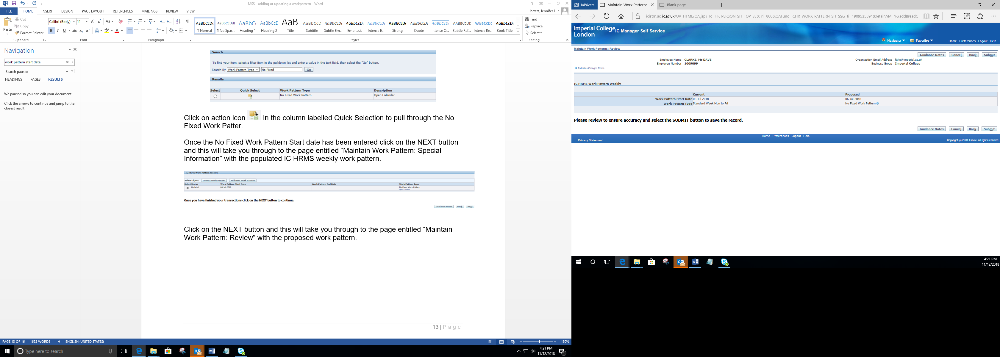 MSS - adding or updating a workpattern - Word
FILE HOME INSERT DESIGN PAGE LAYOUT REFERENCES MAILINGS REVIEW VIEW
Jarrett, Jennifer L
Paste
Cut
Copy
Format Painter
Clipboard
Calibri (Body) 11
Font
Paragraph
AaBbCcDc AaBbCcDdE AaBbC( AaBbCcE AaBl AaBbCcD AaBbCcDc AaBbCcDc AaBbCcDc AaBbCcDc AaBbCcDc AaBbCcDc AABBCCDE AABBCCDE AaBbCcDc
¶ Normal ¶ No Spac... Heading 1 Heading 2 Title Subtitle Subtle Em... Emphasis Intense E... Strong Quote Intense Q... Subtle Ref... Intense Re... Book Title
Styles
Find
Replace
Select
Editing
Navigation
work pattern start date
Search paused
HEADINGS PAGES RESULTS
We paused so you can edit your document.
Click the arrows to continue and jump to the
closest result.
Search
To find your item, select a filter item in the pulldown list and enter a value in the text field, then select the "Go" button.
Search By Work Pattern Type No Fixed Go
Results
Select Quick Select Work Pattern Type Description
No Fixed Work Pattern Open Calendar
Click on action icon in the column labelled Quick Selection to pull through the No
Fixed Work Patter.
Once the No Fixed Work Pattern Start date has been entered click on the NEXT button
and this will take you through to the page entitled “Maintain Work Pattern: Special
Information” with the populated IC HRMS weekly work pattern.
IC HRMS Work Pattern Weekly
Select Object: Correct Work Pattern | Add New Work Pattern
Select Status Work Pattern Start Date Work Pattern End Date Work Pattern Type
Updated 06-Jul-2018 No Fixed Work Pattern
Open Calendar
Once you have finished your transactions click on the NEXT button to continue.
Guidance Notes Back Next
Click on the NEXT button and this will take you through to the page entitled “Maintain
Work Pattern: Review” with the proposed work pattern.
13 | Page
PAGE 13 OF 16 1623 WORDS ENGLISH (UNITED STATES) 150%
Type here to search
4:21 PM
11/12/2018
InPrivate Maintain Work Patterns Blank page
icistrn.ad.ic.ac.uk/OA_HTML/OA.jsp?_rc=HR_PERSON_SIT_TOP_SS&_ri=800&OAFunc=ICHR_WORK_PATTERN_SIT_SS&_ti=1909535594&retainAM=Y&addBreadC
Imperial College
London
IC Manager Self Service
Navigator Favorites Home Preferences Logout Help
Maintain Work Patterns: Review
Guidance Notes Cancel Back Submit
Employee Name CLARKE, Mr DAVE Organization Email Address fake@imperial.ac.uk
Employee Number 1009099 Business Group Imperial College
Indicates Changed Items.
IC HRMS Work Pattern Weekly
Current Proposed
Work Pattern Start Date 06-Jul-2018 06-Jul-2018
Work Pattern Type Standard Week Mon to Fri No Fixed Work Pattern
Please review to ensure accuracy and select the SUBMIT button to save the record.
Guidance Notes Cancel Back Submit
Home Preferences Logout Help
Privacy Statement Copyright (c) 2006, Oracle. All rights reserved.
4:21 PM
11/12/2018